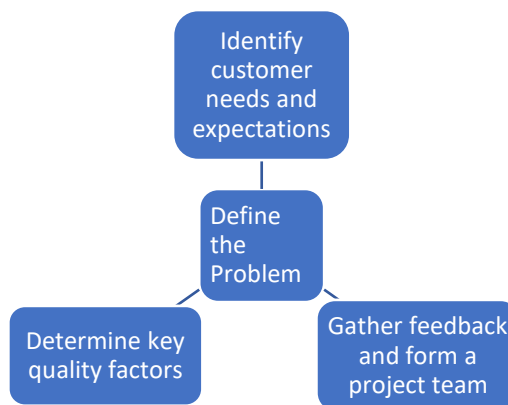 Identify
customer
needs and
expectations
Define
the
Problem
Determine key
quality factors
Gather feedback
and form a
project team